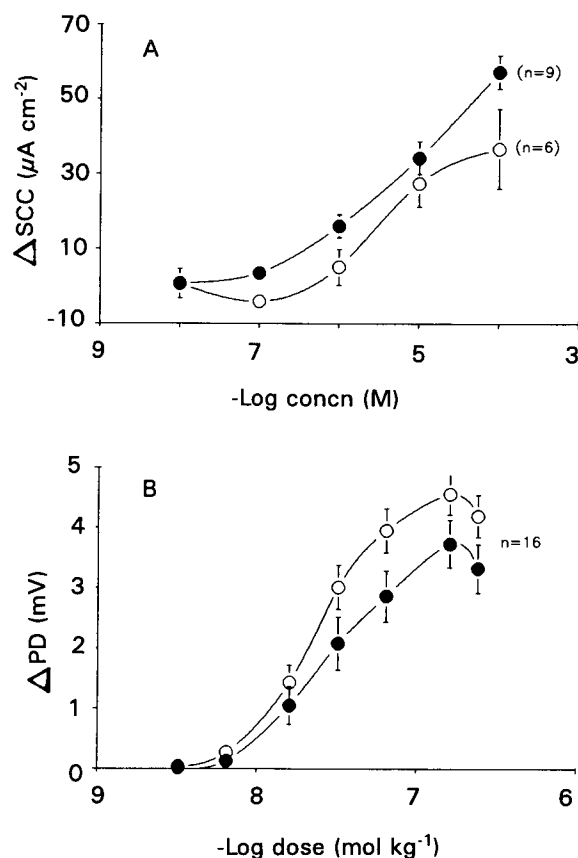 A
70
50
30
10
-10
ΔSCC (μA cm⁻²)
(n=9)
(n=6)
9
7
5
3
-Log concn (M)
B
5
4
3
2
1
0
ΔPD (mV)
n=16
9
8
7
6
-Log dose (mol kg⁻¹)